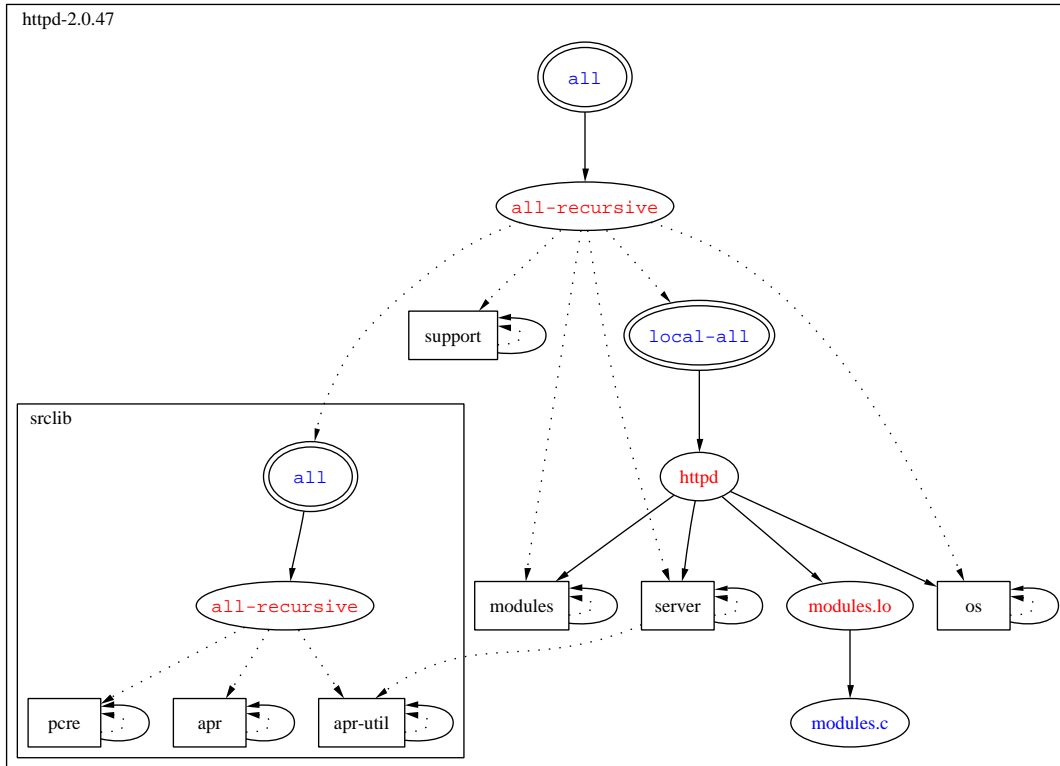 httpd-2.0.47
all
all-recursive
support
local-all
srclib
all
httpd
all-recursive
modules
server
modules.lo
os
pcre
apr
apr-util
modules.c